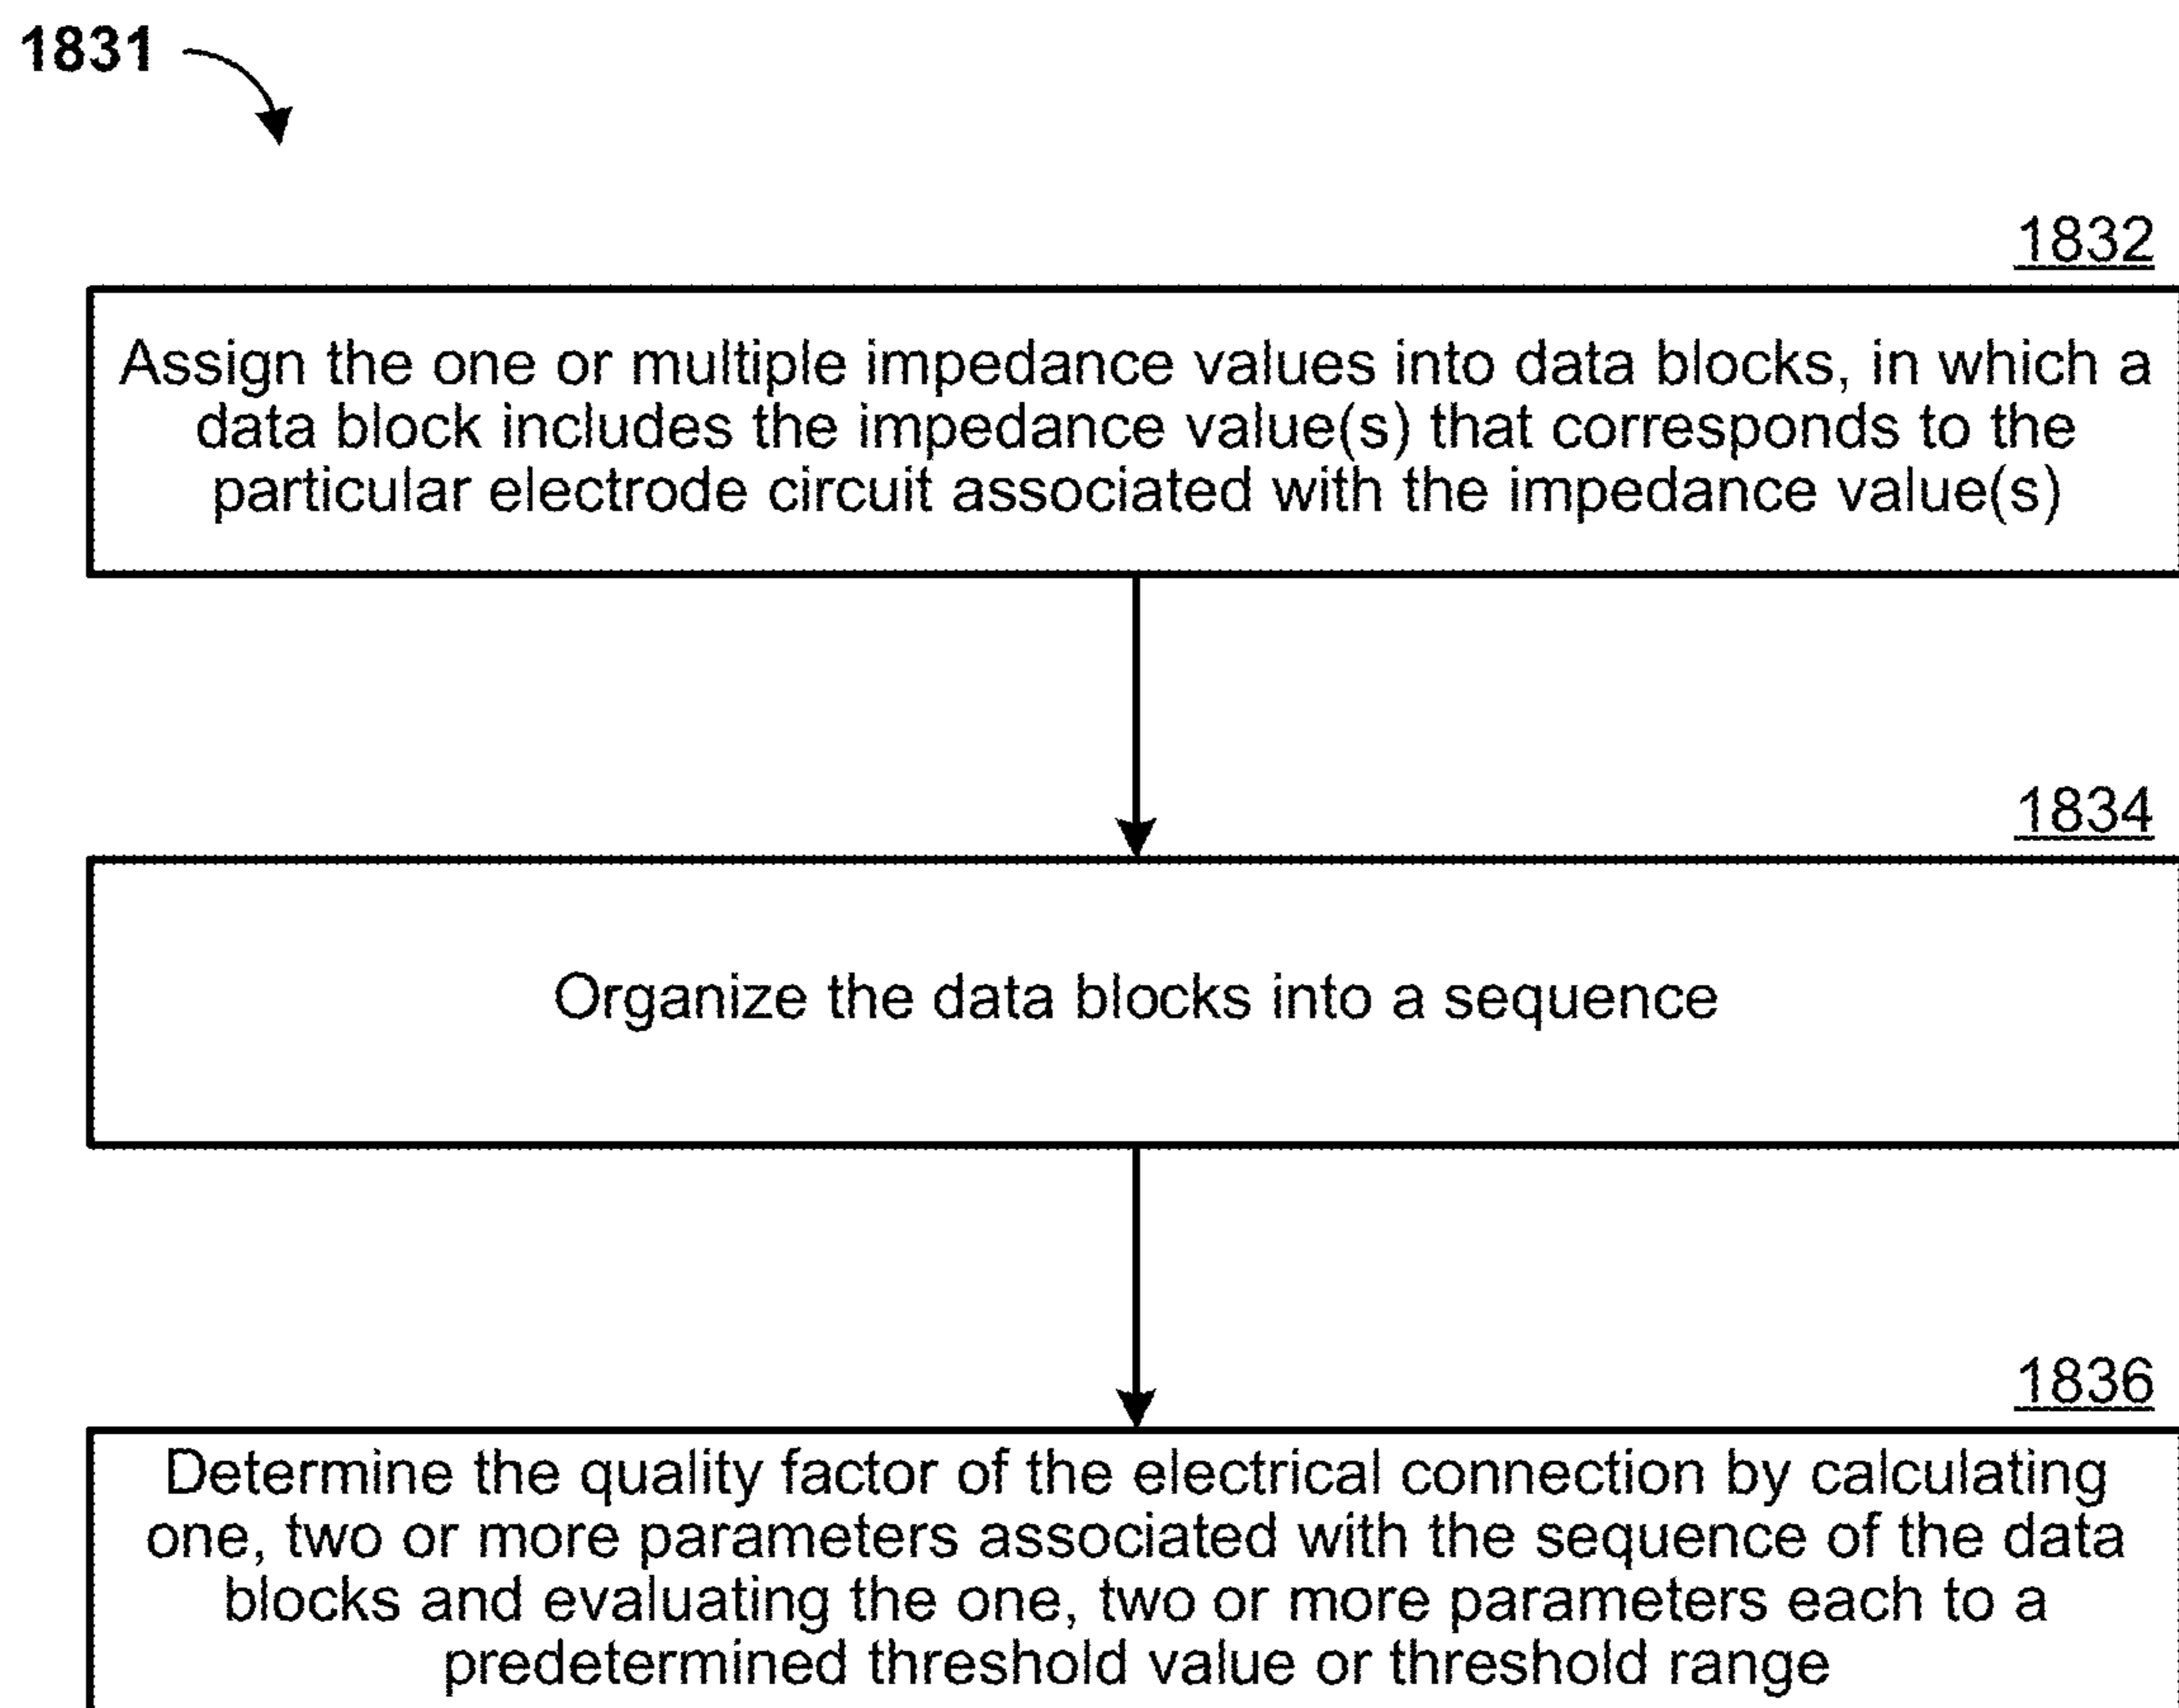 1831
1832
Assign the one or multiple impedance values into data blocks, in which a
data block includes the impedance value(s) that corresponds to the
particular electrode circuit associated with the impedance value(s)
1834
Organize the data blocks into a sequence
1836
Determine the quality factor of the electrical connection by calculating
one, two or more parameters associated with the sequence of the data
blocks and evaluating the one, two or more parameters each to a
predetermined threshold value or threshold range